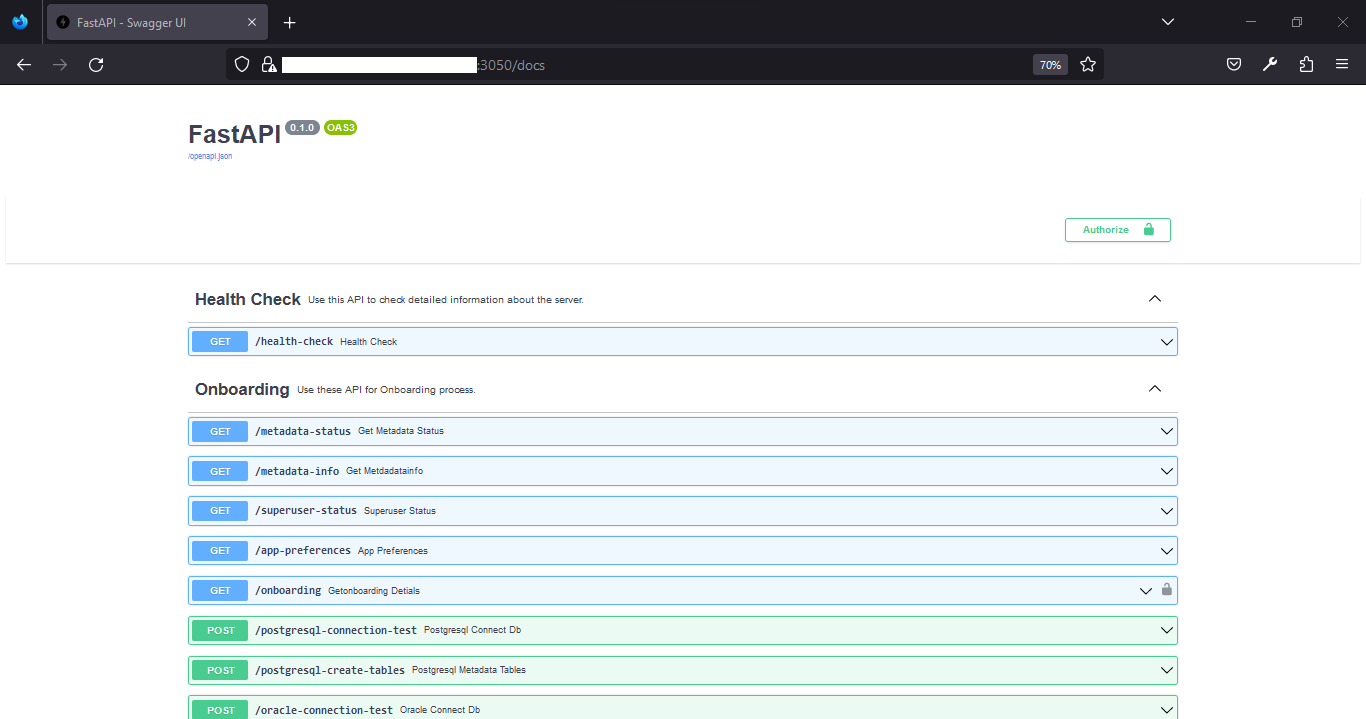 FastAPI - Swagger UI
:3050/docs
70%
FastAPI 0.1.0 OAS3
/openapi.json
Authorize
Health Check Use this API to check detailed information about the server.
GET /health-check Health Check
Onboarding Use these API for Onboarding process.
GET /metadata-status Get Metadata Status
GET /metadata-info Get Metdadatainfo
GET /superuser-status Superuser Status
GET /app-preferences App Preferences
GET /onboarding Getonboarding Detials
POST /postgresql-connection-test Postgresql Connect Db
POST /postgresql-create-tables Postgresql Metadata Tables
POST /oracle-connection-test Oracle Connect Db